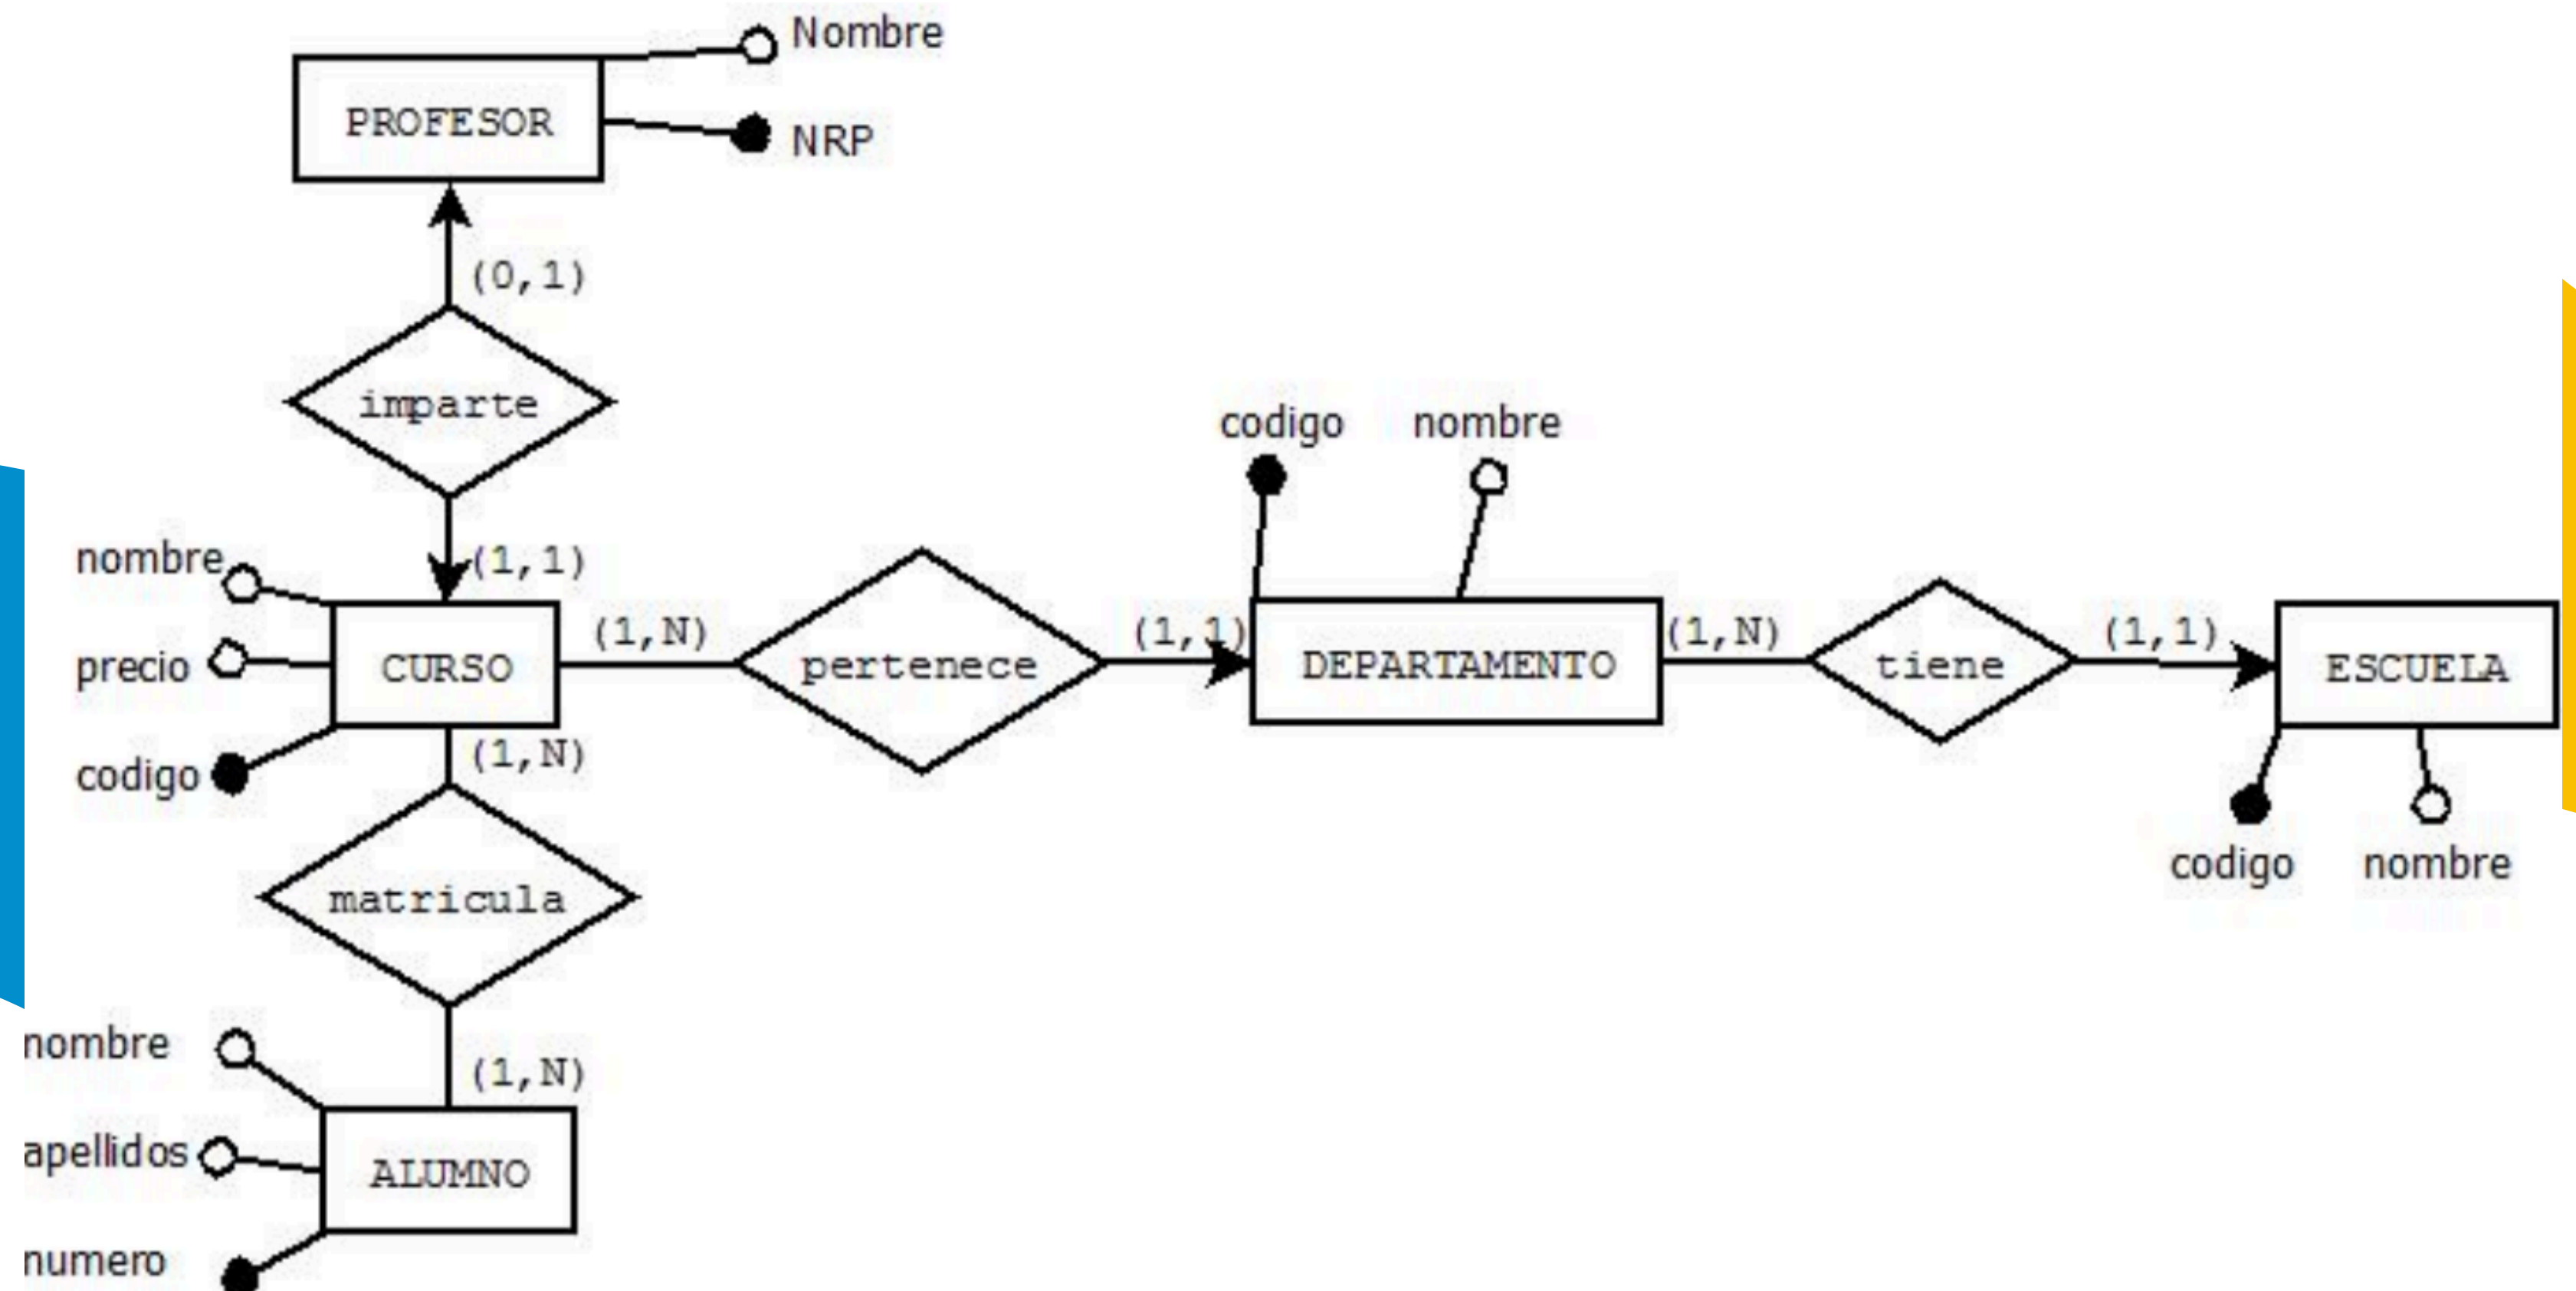 Nombre
PROFESOR
NRP
(0,1)
imparte
codigo nombre
nombre
(1,1)
precio
CURSO
(1,N)
pertenece
(1,1)
DEPARTAMENTO
(1,N)
tiene
(1,1)
ESCUELA
codigo
(1,N)
codigo nombre
matricula
nombre
(1,N)
apellidos
ALUMNO
numero